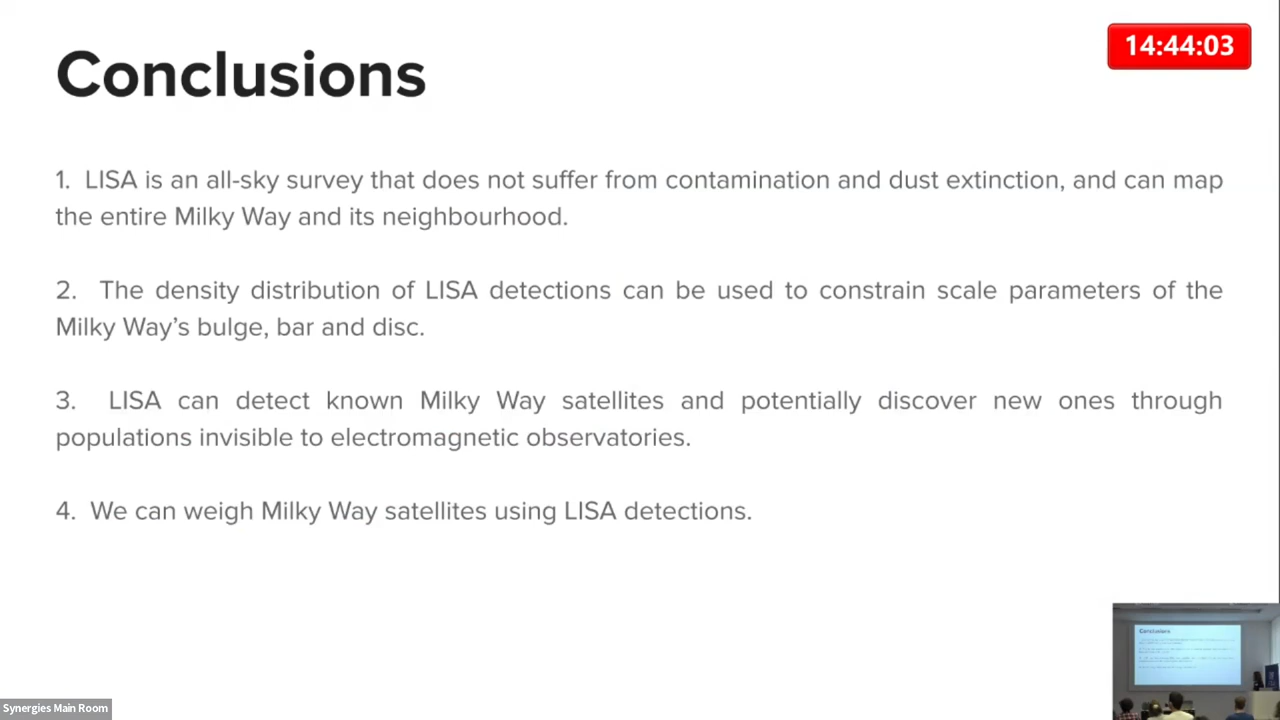 Conclusions
14:44:03
1. LISA is an all-sky survey that does not suffer from contamination and dust extinction, and can map
the entire Milky Way and its neighbourhood.
2. The density distribution of LISA detections can be used to constrain scale parameters of the
Milky Way’s bulge, bar and disc.
3. LISA can detect known Milky Way satellites and potentially discover new ones through
populations invisible to electromagnetic observatories.
4. We can weigh Milky Way satellites using LISA detections.
Conclusions
Synergies Main Room